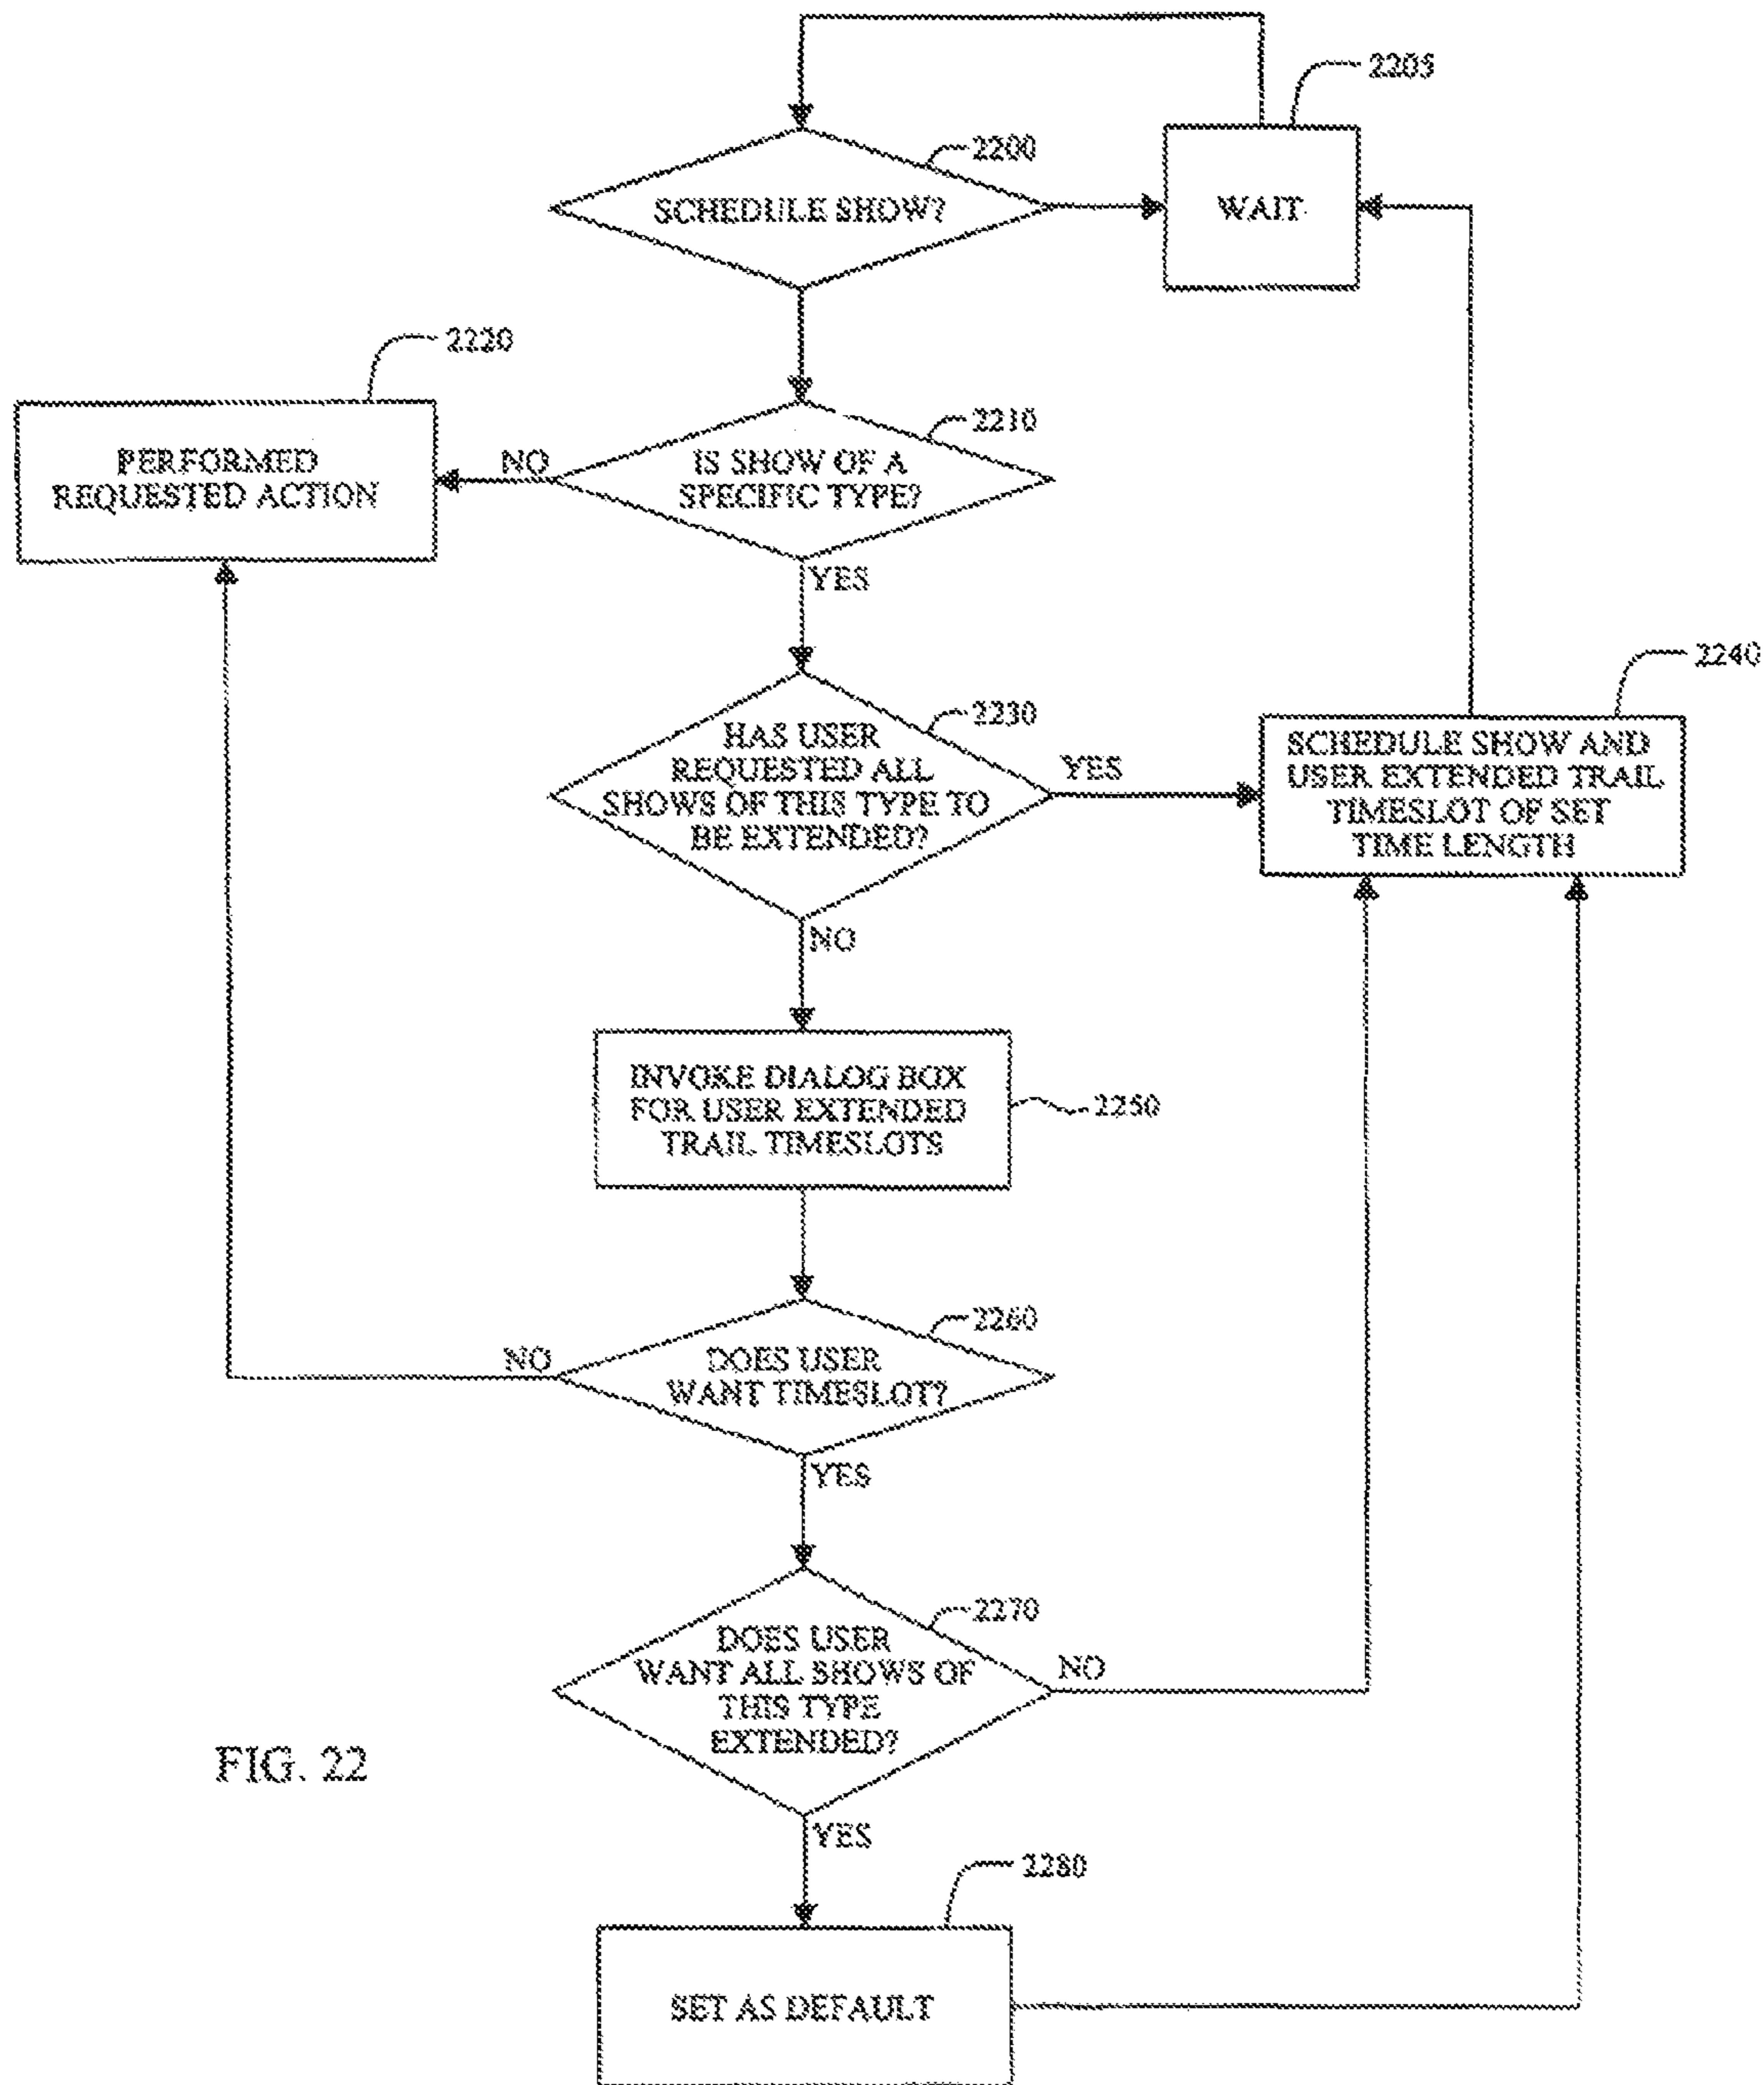 2205
2200
SCHEDULE SHOW?
WAIT
2220
2210
PERFORMED
REQUESTED ACTION
NO
IS SHOW OF A
SPECIFIC TYPE?
YES
2240
2230
HAS USER
REQUESTED ALL
SHOWS OF THIS TYPE TO
BE EXTENDED?
YES
SCHEDULE SHOW AND
USER EXTENDED TRAIL
TIMESLOT OF SET
TIME LENGTH
NO
INVOKE DIALOG BOX
FOR USER EXTENDED
TRAIL TIMESLOTS
2250
2260
NO
DOES USER
WANT TIMESLOT?
YES
2270
DOES USER
WANT ALL SHOWS OF
THIS TYPE
EXTENDED?
NO
FIG. 22
YES
2280
SET AS DEFAULT